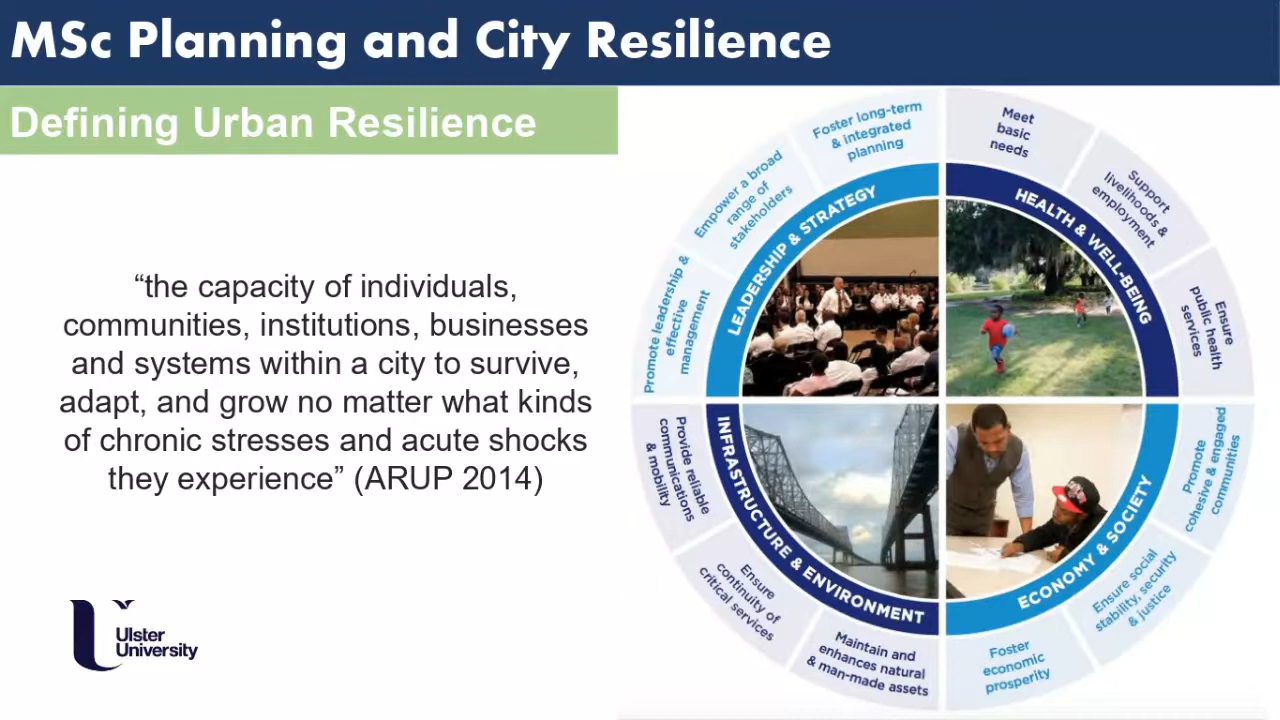 MSc Planning and City Resilience
Defining Urban Resilience
“the capacity of individuals,
communities, institutions, businesses
and systems within a city to survive,
adapt, and grow no matter what kinds
of chronic stresses and acute shocks
they experience” (ARUP 2014)
Ulster
University
LEADERSHIP & STRATEGY
Promote leadership &
effective
management
Empower a broad
range of
stakeholders
Foster long-term
& integrated
planning
HEALTH & WELL-BEING
Meet
basic
needs
Support
livelihoods &
employment
Ensure
public health
services
ECONOMY & SOCIETY
Promote
cohesive & engaged
communities
Ensure social
stability, security
& justice
Foster
economic
prosperity
INFRASTRUCTURE & ENVIRONMENT
Maintain and
enhances natural
& man-made assets
Ensure
continuity of
critical services
Provide reliable
communications
& mobility